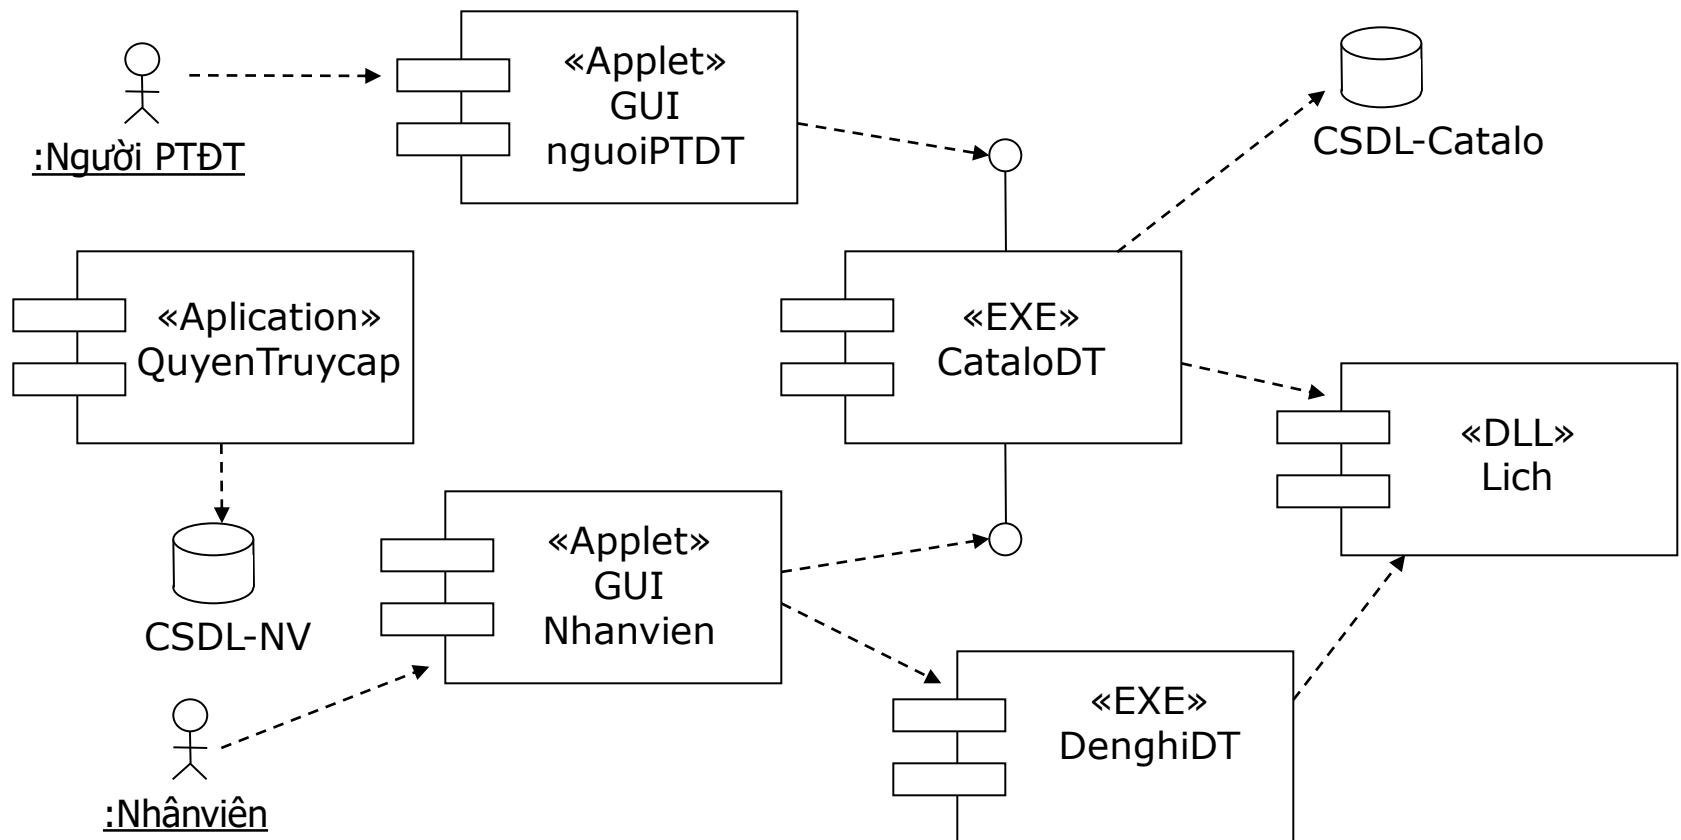 «Applet»
GUI
nguoiPTDT
:Người PTĐT
CSDL-Catalo
«Aplication»
QuyenTruycap
«EXE»
CataloDT
«DLL»
Lich
«Applet»
GUI
Nhanvien
CSDL-NV
«EXE»
DenghiDT
:Nhânviên